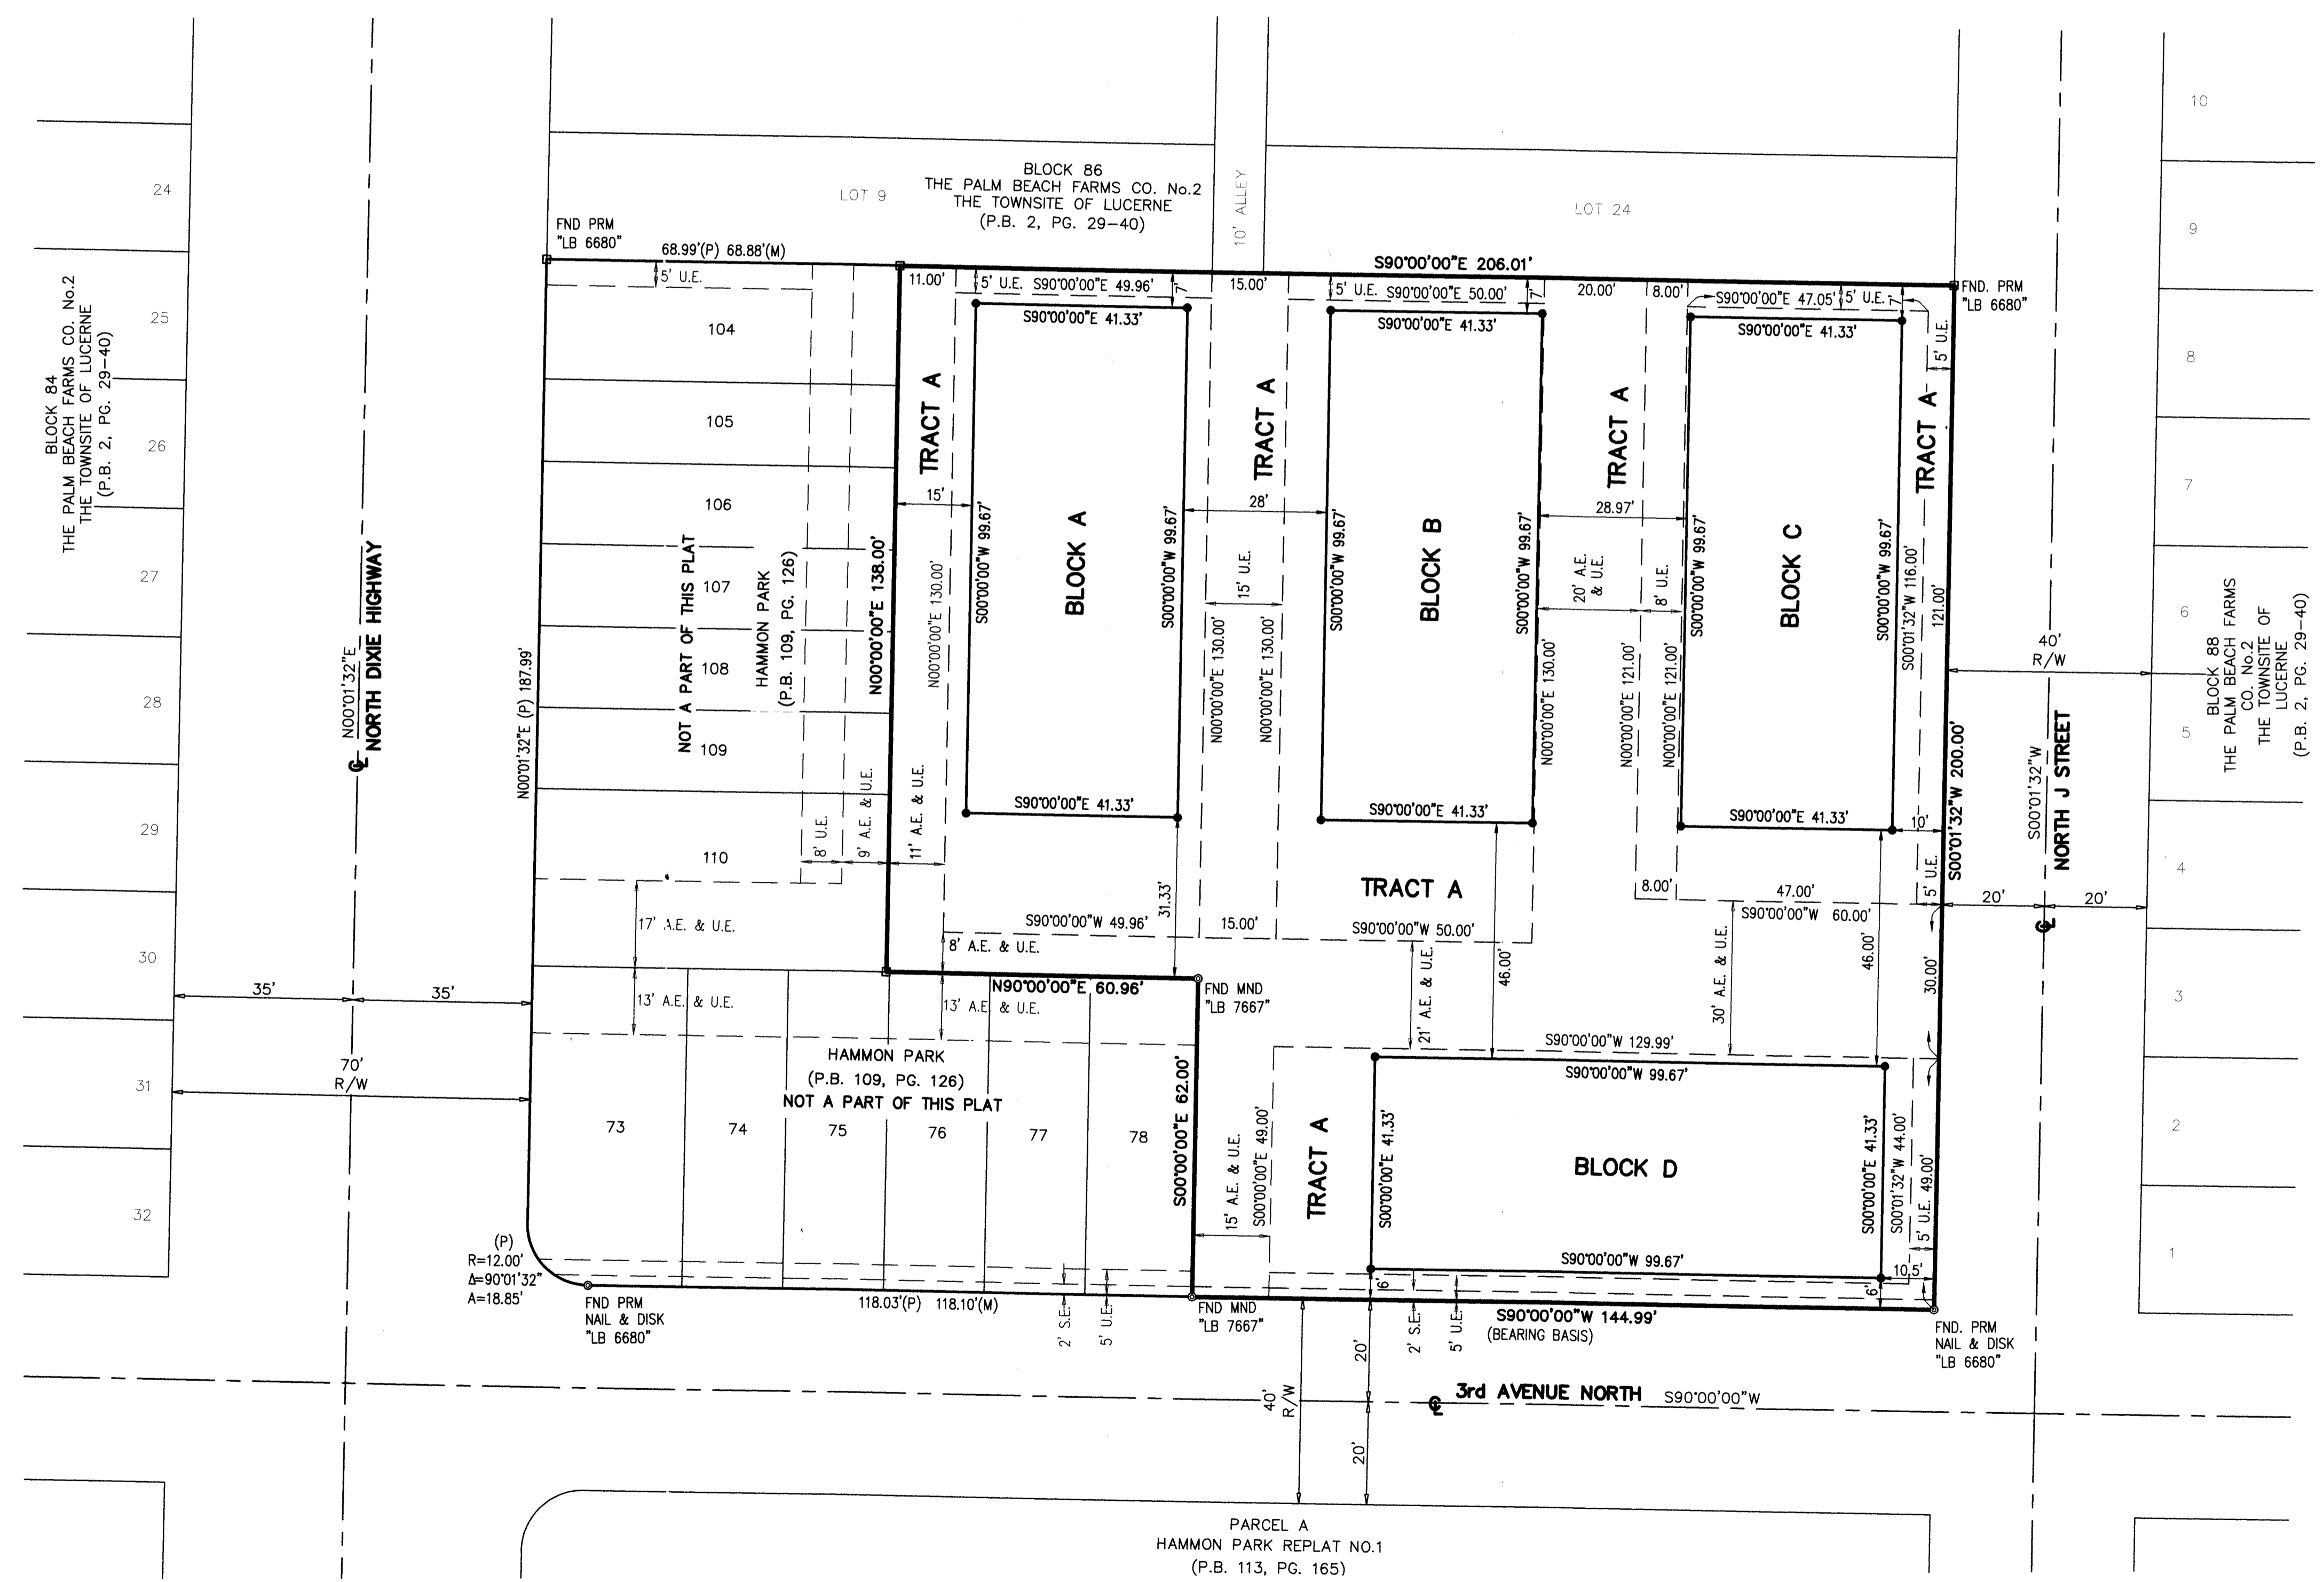 10
24
9
BLOCK 86
THE PALM BEACH FARMS CO. No.2
THE TOWNSITE OF LUCERNE
(P.B. 2, PG. 29-40)
LOT 9
10' ALLEY
LOT 24
FND PRM
"LB 6680"
68.99'(P) 68.88'(M)
5' U.E.
S90°00'00"E 206.01'
11.00'
5' U.E.
S90°00'00"E 49.96'
7'
15.00'
5' U.E.
S90°00'00"E 50.00'
7'
20.00'
8.00'
S90°00'00"E 47.05'
5' U.E.
7'
FND. PRM
"LB 6680"
S90°00'00"E 41.33'
S90°00'00"E 41.33'
S90°00'00"E 41.33'
5' U.E.
BLOCK 84
THE PALM BEACH FARMS CO. No.2
THE TOWNSITE OF LUCERNE
(P.B. 2, PG. 29-40)
25
26
27
28
29
30
31
32
104
105
106
107
108
109
110
NOT A PART OF THIS PLAT
HAMMON PARK
(P.B. 109, PG. 126)
TRACT A
TRACT A
TRACT A
TRACT A
15'
28'
28.97'
N00°01'32"E
NORTH DIXIE HIGHWAY
N00°01'32"E (P) 187.99'
N00°00'00"E 138.00'
N00°00'00"E 130.00'
S00°00'00"W 99.67'
BLOCK A
S00°00'00"W 99.67'
15' U.E.
N00°00'00"E 130.00'
N00°00'00"E 130.00'
S00°00'00"W 99.67'
BLOCK B
S00°00'00"W 99.67'
N00°00'00"E 130.00'
20' A.E.
& U.E.
8' U.E.
N00°00'00"E 121.00'
N00°00'00"E 121.00'
S00°00'00"W 99.67'
BLOCK C
S00°00'00"W 99.67'
S00°01'32"W 116.00'
121.00'
S00°01'32"W 200.00'
40'
R/W
S00°01'32"W
NORTH J STREET
8
7
6
5
4
3
2
1
BLOCK 88
THE PALM BEACH FARMS
CO. No.2
THE TOWNSITE OF
LUCERNE
(P.B. 2, PG. 29-40)
8' U.E.
9' A.E. & U.E.
11' A.E. & U.E.
S90°00'00"E 41.33'
S90°00'00"E 41.33'
S90°00'00"E 41.33'
10'
5' U.E.
31.33'
TRACT A
8.00'
47.00'
S90°00'00"W 60.00'
20'
20'
17' A.E. & U.E.
S90°00'00"W 49.96'
15.00'
S90°00'00"W 50.00'
8' A.E. & U.E.
21' A.E. & U.E.
46.00'
30' A.E. & U.E.
46.00'
30.00'
35'
35'
13' A.E. & U.E.
N90°00'00"E 60.96'
13' A.E. & U.E.
FND MND
"LB 7667"
HAMMON PARK
(P.B. 109, PG. 126)
NOT A PART OF THIS PLAT
S90°00'00"W 129.99'
S90°00'00"W 99.67'
70'
R/W
73
74
75
76
77
78
S00°00'00"E 62.00'
15' A.E. & U.E.
S00°00'00"E 49.00'
TRACT A
S00°00'00"E 41.33'
BLOCK D
S00°00'00"E 41.33'
S00°01'32"W 44.00'
5' U.E.
49.00'
(P)
R=12.00'
Δ=90°01'32"
A=18.85'
S90°00'00"W 99.67'
10.5'
6'
6'
FND PRM
NAIL & DISK
"LB 6680"
118.03'(P) 118.10'(M)
2' S.E.
5' U.E.
FND MND
"LB 7667"
2' S.E.
5' U.E.
S90°00'00"W 144.99'
(BEARING BASIS)
FND. PRM
NAIL & DISK
"LB 6680"
20'
40'
R/W
3rd AVENUE NORTH
S90°00'00"W
20'
PARCEL A
HAMMON PARK REPLAT NO.1
(P.B. 113, PG. 165)